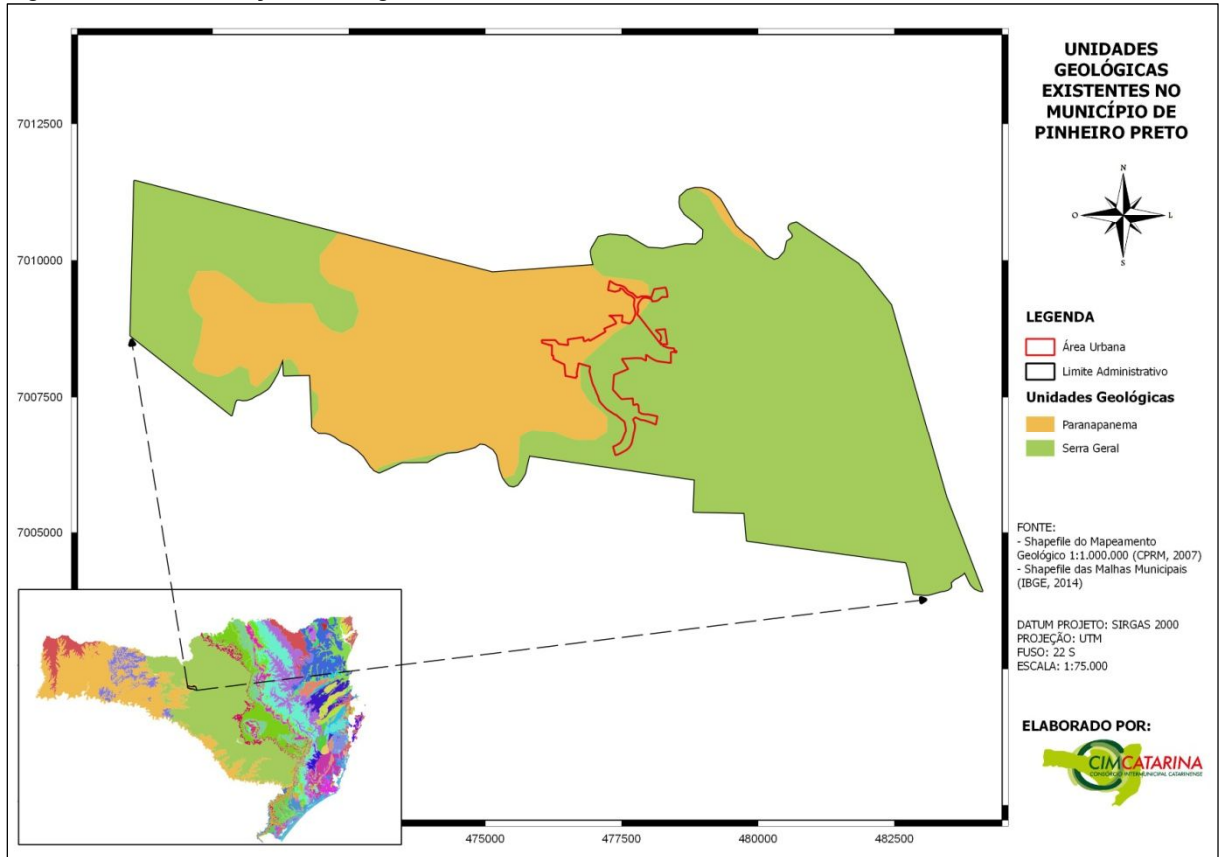 7012500
7010000
7007500
7005000
475000
477500
480000
482500
UNIDADES
GEOLÓGICAS
EXISTENTES NO
MUNICÍPIO DE
PINHEIRO PRETO
N
O
L
S
LEGENDA
Área Urbana
Limite Administrativo
Unidades Geológicas
Paranapanema
Serra Geral
FONTE:
- Shapefile do Mapeamento
Geológico 1:1.000.000 (CPRM, 2007)
- Shapefile das Malhas Municipais
(IBGE, 2014)
DATUM PROJETO: SIRGAS 2000
PROJEÇÃO: UTM
FUSO: 22 S
ESCALA: 1:75.000
ELABORADO POR:
CIMCATARINA
CONSÓRCIO INTERMUNICIPAL CATARINENSE